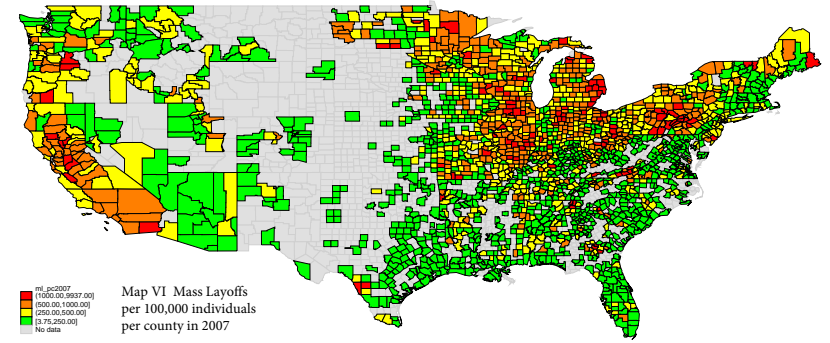 ml_pc2007
(1000.00,9937.00]
(500.00,1000.00]
(250.00,500.00]
[3.75,250.00]
No data
Map VI Mass Layoffs
per 100,000 individuals
per county in 2007